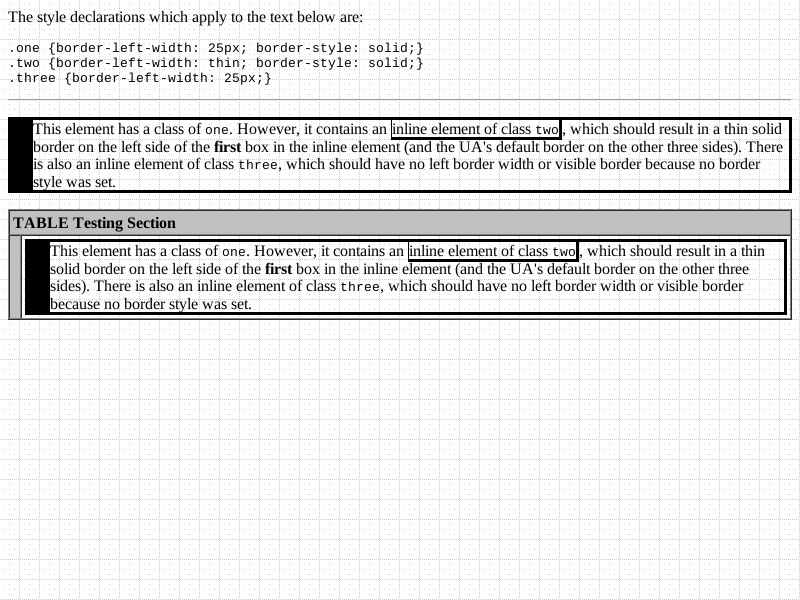 The style declarations which apply to the text below are:
.one {border-left-width: 25px; border-style: solid;}
.two {border-left-width: thin; border-style: solid;}
.three {border-left-width: 25px;}
This element has a class of one. However, it contains an inline element of class two, which should result in a thin solid
border on the left side of the first box in the inline element (and the UA's default border on the other three sides). There
is also an inline element of class three, which should have no left border width or visible border because no border
style was set.
TABLE Testing Section
This element has a class of one. However, it contains an inline element of class two, which should result in a thin
solid border on the left side of the first box in the inline element (and the UA's default border on the other three
sides). There is also an inline element of class three, which should have no left border width or visible border
because no border style was set.